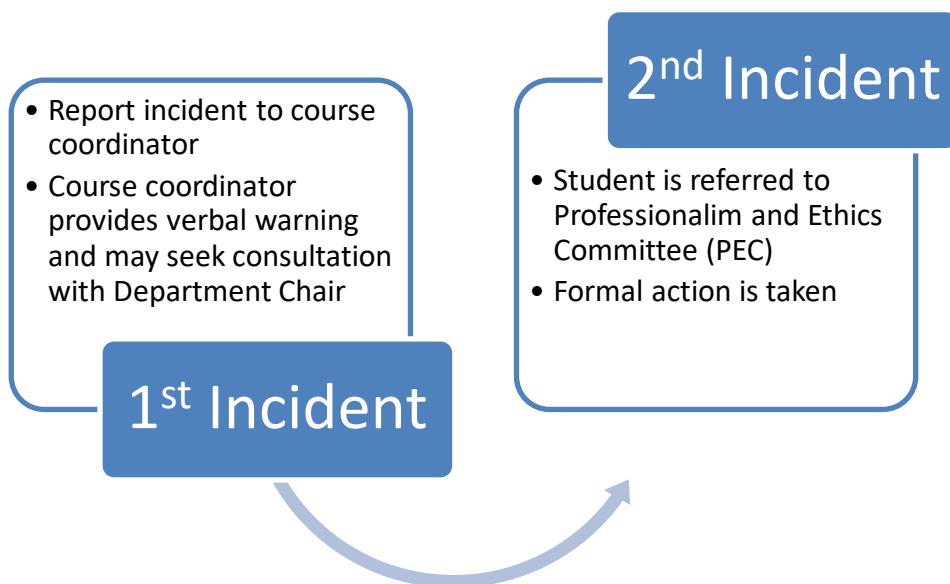 • Report incident to course
coordinator
• Course coordinator
provides verbal warning
and may seek consultation
with Department Chair
1st Incident
2nd Incident
• Student is referred to
Professionalim and Ethics
Committee (PEC)
• Formal action is taken